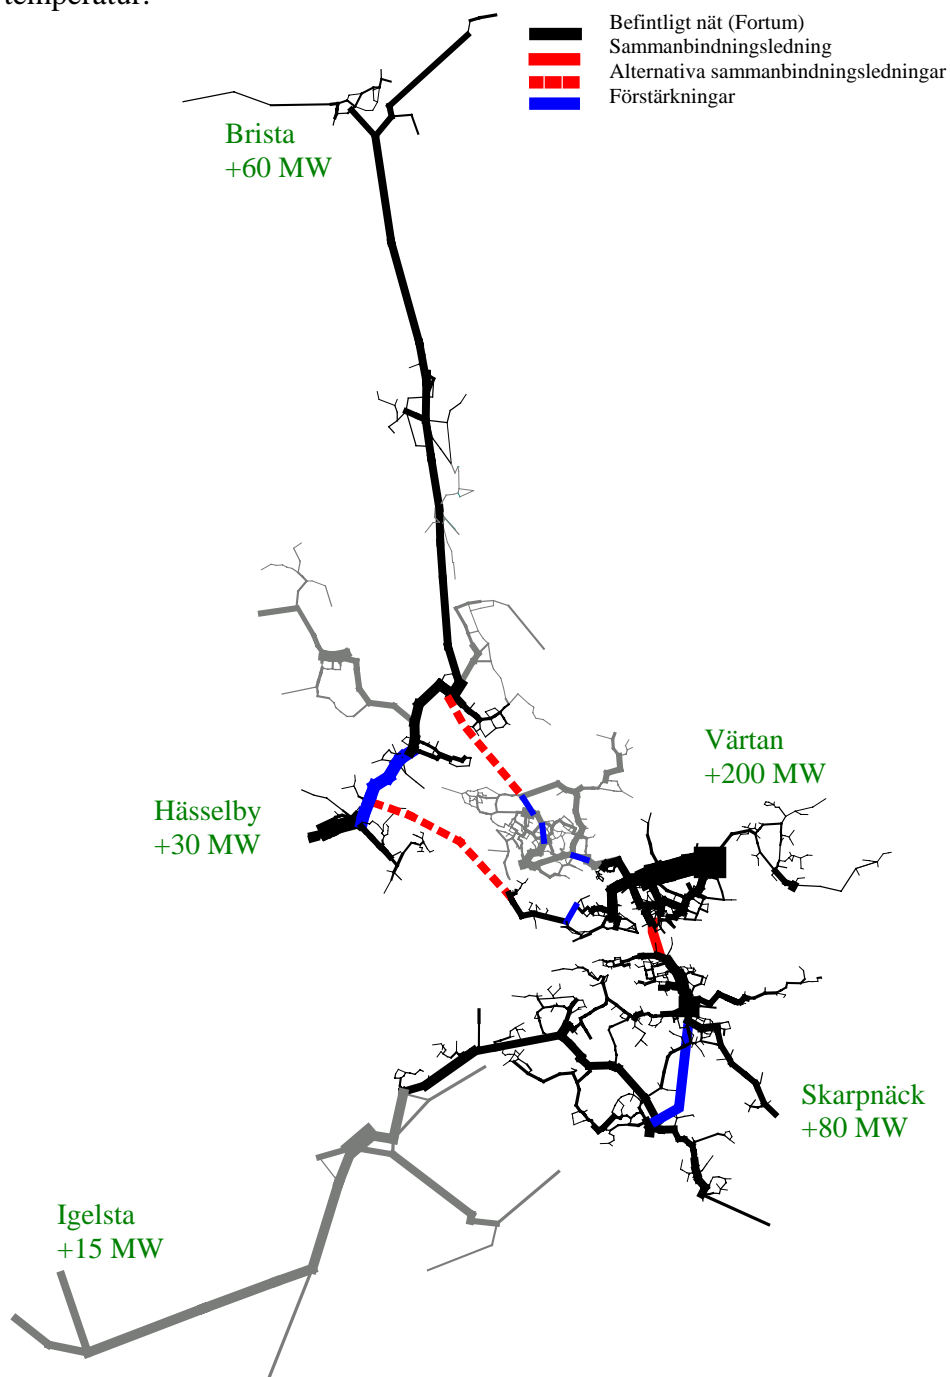 temperatur.
Befintligt nät (Fortum)
Sammanbindningsledning
Alternativa sammanbindningsledningar
Förstärkningar
Brista
+60 MW
Värtan
+200 MW
Hässelby
+30 MW
Skarpnäck
+80 MW
Igelsta
+15 MW